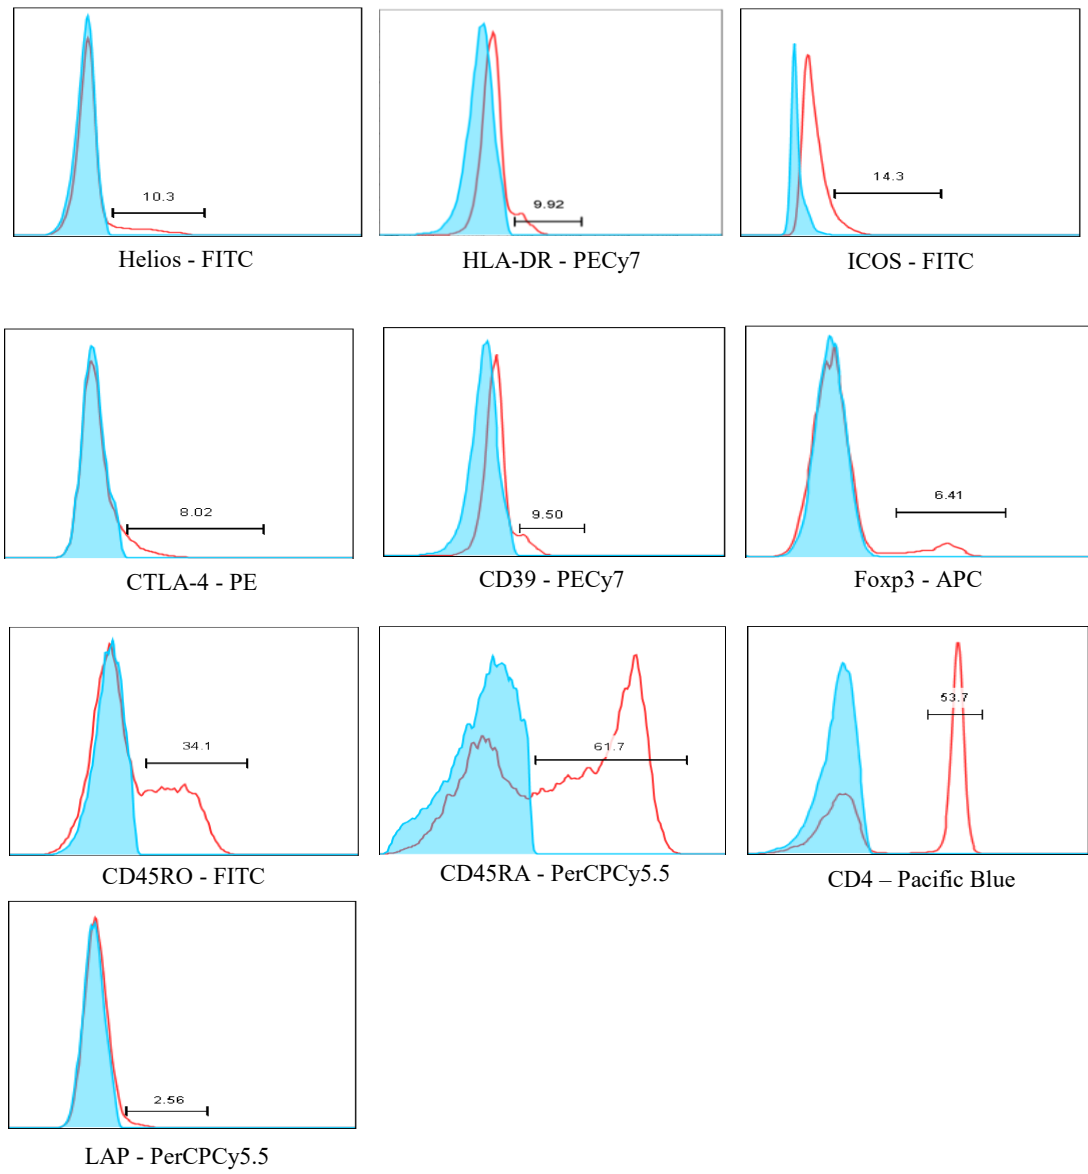 10.3
9.92
14.3
Helios - FITC
HLA-DR - PECy7
ICOS - FITC
8.02
9.50
6.41
CTLA-4 - PE
CD39 - PECy7
Foxp3 - APC
34.1
61.7
53.7
CD45RO - FITC
CD45RA - PerCPCy5.5
CD4 – Pacific Blue
2.56
LAP - PerCPCy5.5